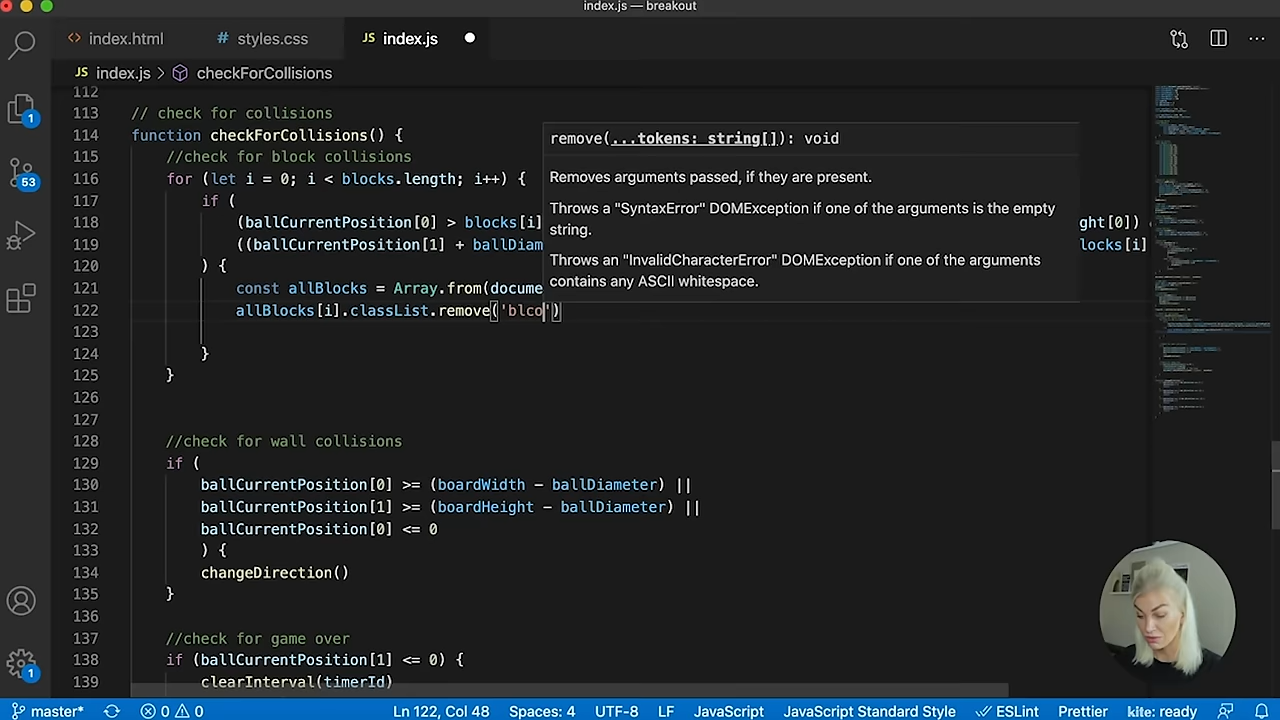 index.js — breakout
index.html
styles.css
JS index.js
JS index.js > checkForCollisions
112
113 // check for collisions
114 function checkForCollisions() {
115 //check for block collisions
116 for (let i = 0; i < blocks.length; i++) {
117 if (
118 (ballCurrentPosition[0] > blocks[i] ght[0])
119 ((ballCurrentPosition[1] + ballDiam locks[i]
120 ) {
121 const allBlocks = Array.from(docume
122 allBlocks[i].classList.remove('blco')
123
124 }
125 }
126
127
128 //check for wall collisions
129 if (
130 ballCurrentPosition[0] >= (boardWidth - ballDiameter) ||
131 ballCurrentPosition[1] >= (boardHeight - ballDiameter) ||
132 ballCurrentPosition[0] <= 0
133 ) {
134 changeDirection()
135 }
136
137 //check for game over
138 if (ballCurrentPosition[1] <= 0) {
139 clearInterval(timerId)
remove(...tokens: string[]): void
Removes arguments passed, if they are present.
Throws a "SyntaxError" DOMException if one of the arguments is the empty
string.
Throws an "InvalidCharacterError" DOMException if one of the arguments
contains any ASCII whitespace.
1
53
1
master* 0 0 Ln 122, Col 48 Spaces: 4 UTF-8 LF JavaScript JavaScript Standard Style ESLint Prettier kite: ready